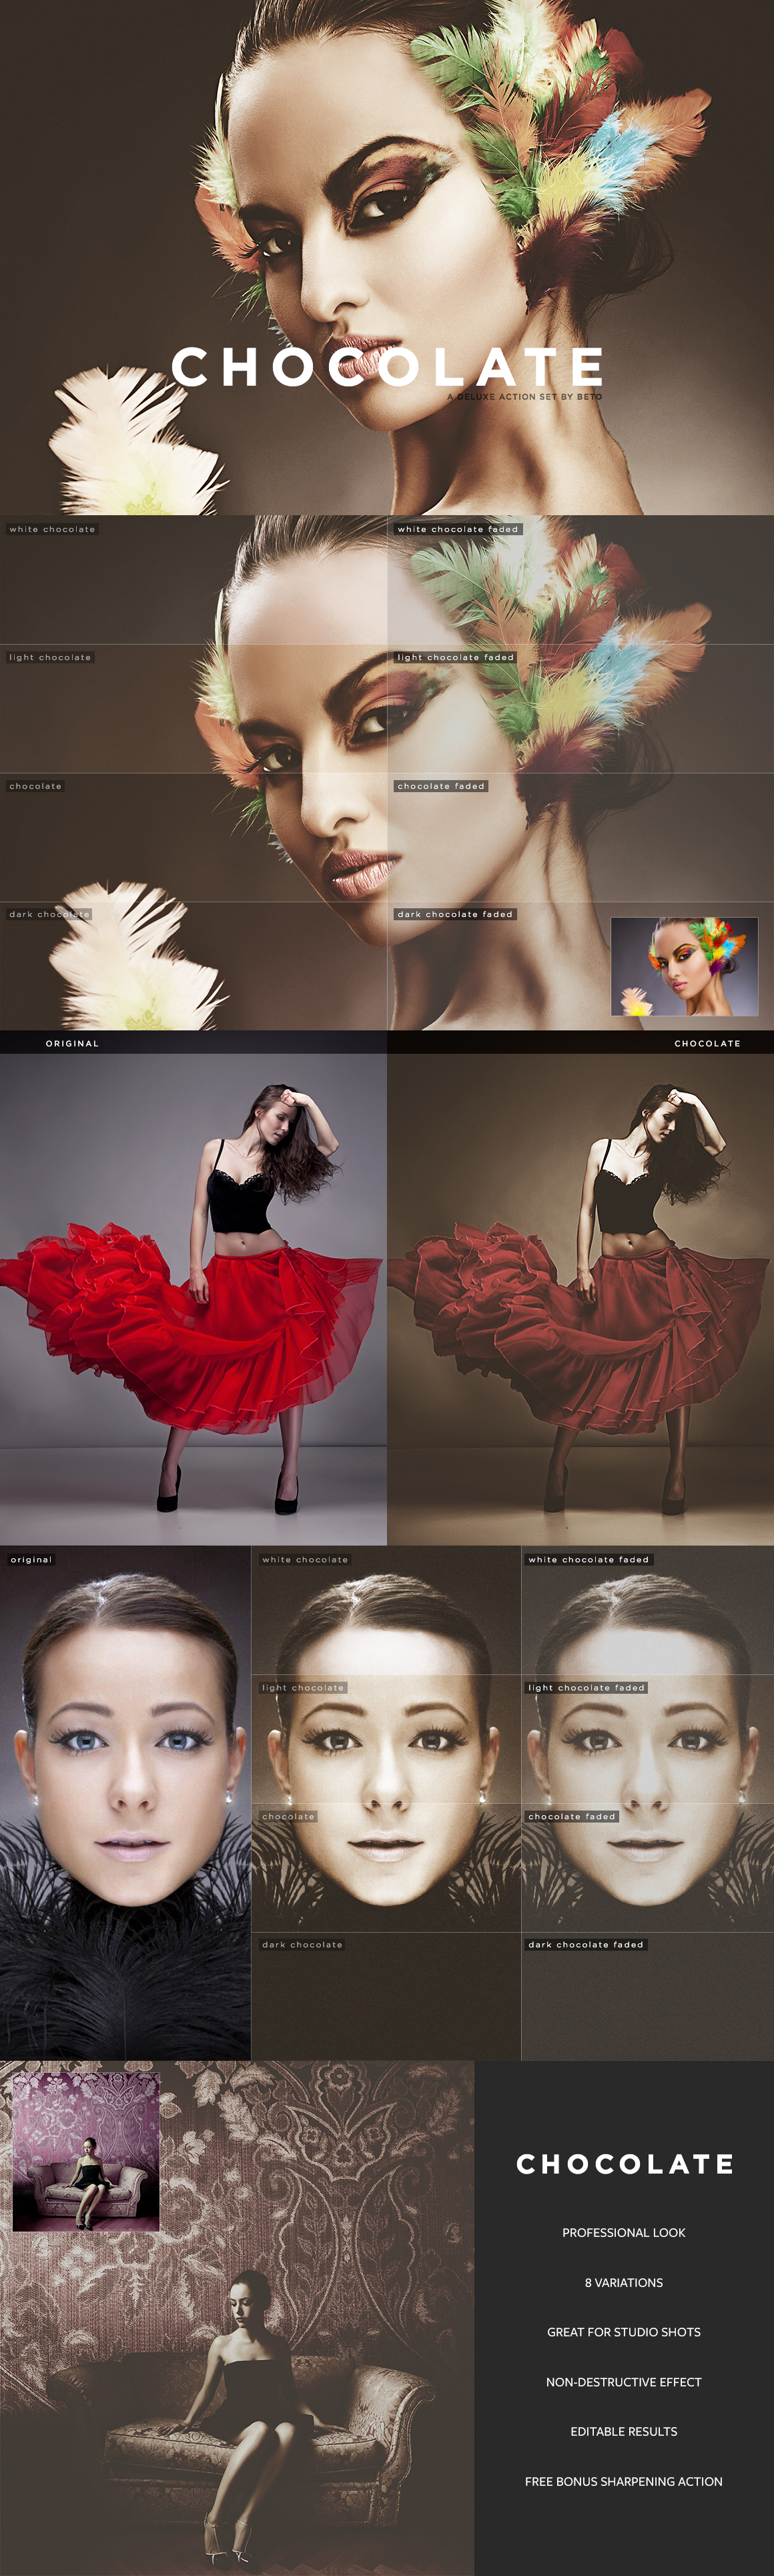 CHOCOLATE
A DELUXE ACTION SET BY BETO
white chocolate
white chocolate faded
light chocolate
light chocolate faded
chocolate
chocolate faded
dark chocolate
dark chocolate faded
ORIGINAL
CHOCOLATE
original
white chocolate
white chocolate faded
light chocolate
light chocolate faded
chocolate
chocolate faded
dark chocolate
dark chocolate faded
CHOCOLATE
PROFESSIONAL LOOK
8 VARIATIONS
GREAT FOR STUDIO SHOTS
NON-DESTRUCTIVE EFFECT
EDITABLE RESULTS
FREE BONUS SHARPENING ACTION